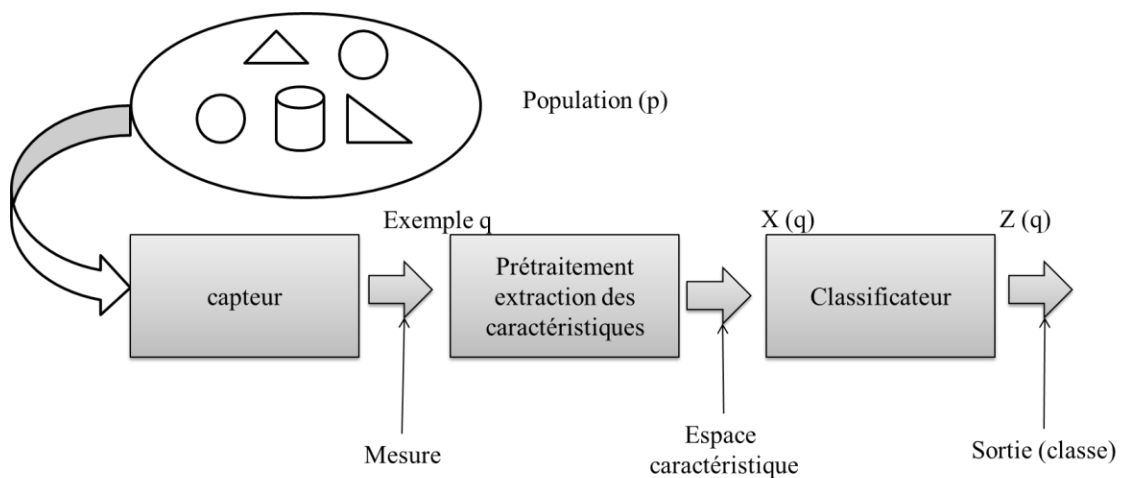 Population (p)
Exemple q
X (q)
Z (q)
capteur
Prétraitement
extraction des
caractéristiques
Classificateur
Mesure
Espace
caractéristique
Sortie (classe)